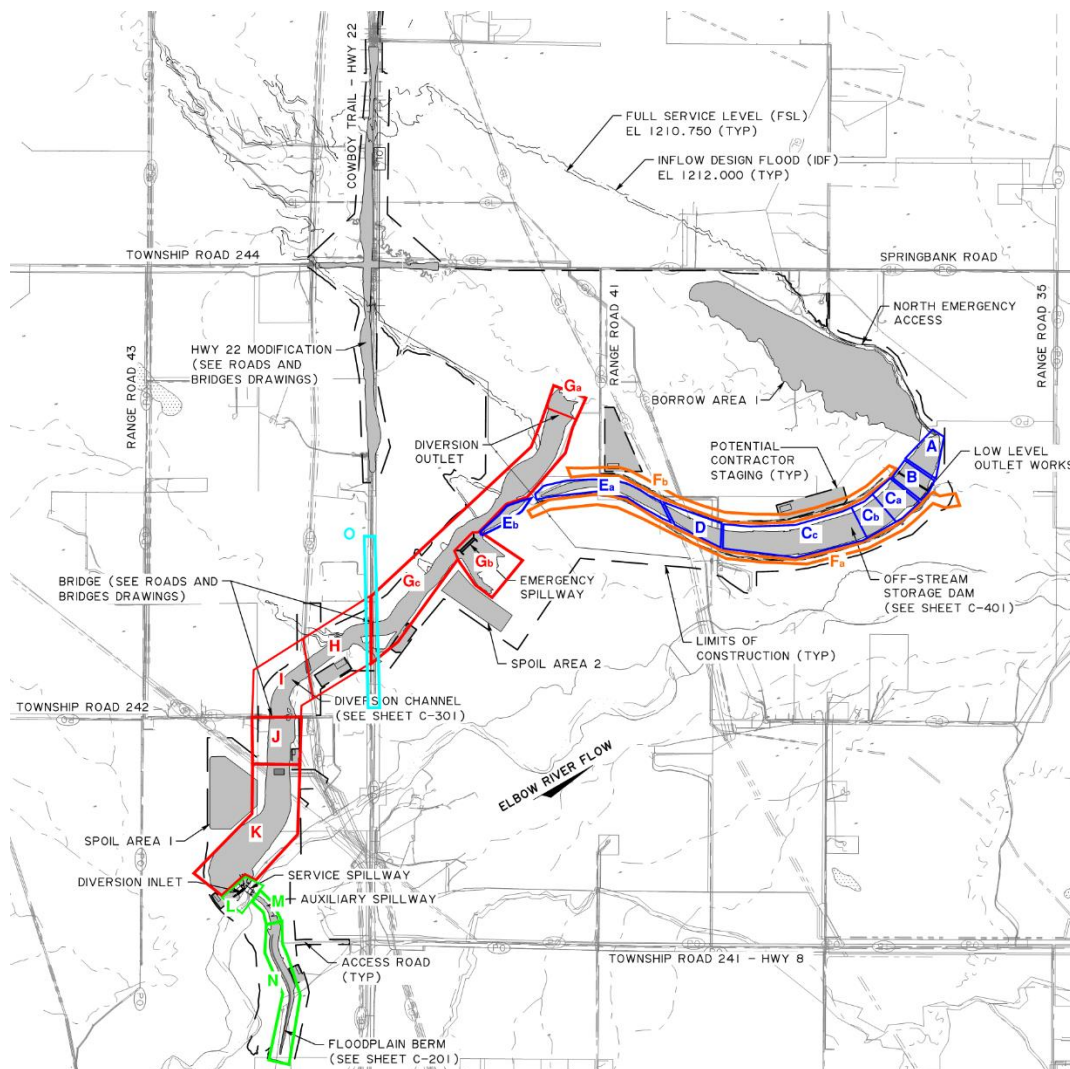 COWBOY TRAIL - HWY 22
FULL SERVICE LEVEL (FSL)
EL 1210.750 (TYP)
INFLOW DESIGN FLOOD (IDF)
EL 1212.000 (TYP)
TOWNSHIP ROAD 244
SPRINGBANK ROAD
RANGE ROAD 43
RANGE ROAD 41
RANGE ROAD 35
NORTH EMERGENCY
ACCESS
HWY 22 MODIFICATION
(SEE ROADS AND
BRIDGES DRAWINGS)
BORROW AREA 1
Ga
DIVERSION
OUTLET
POTENTIAL
CONTRACTOR
STAGING (TYP)
A
LOW LEVEL
OUTLET WORKS
B
Fb
Ea
Ca
Cb
Eb
D
Cc
O
Fa
Gb
Gc
BRIDGE (SEE ROADS AND
BRIDGES DRAWINGS)
EMERGENCY
SPILLWAY
OFF-STREAM
STORAGE DAM
(SEE SHEET C-401)
H
LIMITS OF
CONSTRUCTION (TYP)
SPOIL AREA 2
I
DIVERSION CHANNEL
(SEE SHEET C-301)
TOWNSHIP ROAD 242
J
ELBOW RIVER FLOW
K
SPOIL AREA 1
DIVERSION INLET
SERVICE SPILLWAY
L
M
AUXILIARY SPILLWAY
ACCESS ROAD
(TYP)
TOWNSHIP ROAD 241 - HWY 8
N
FLOODPLAIN BERM
(SEE SHEET C-201)